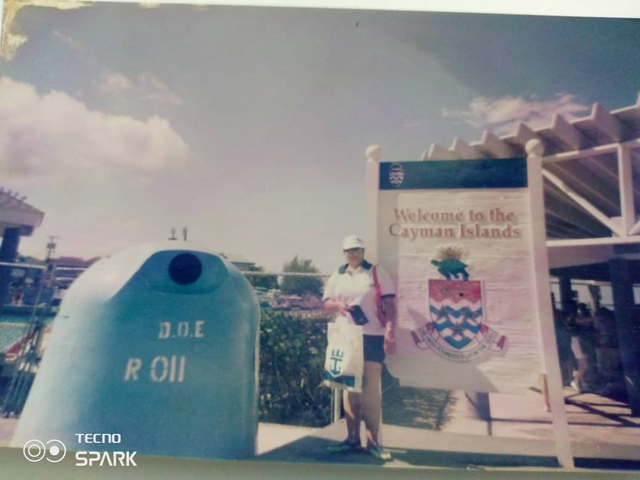 Welcome to the
Cayman Islands
D.O.E
R 011
TECNO
SPARK